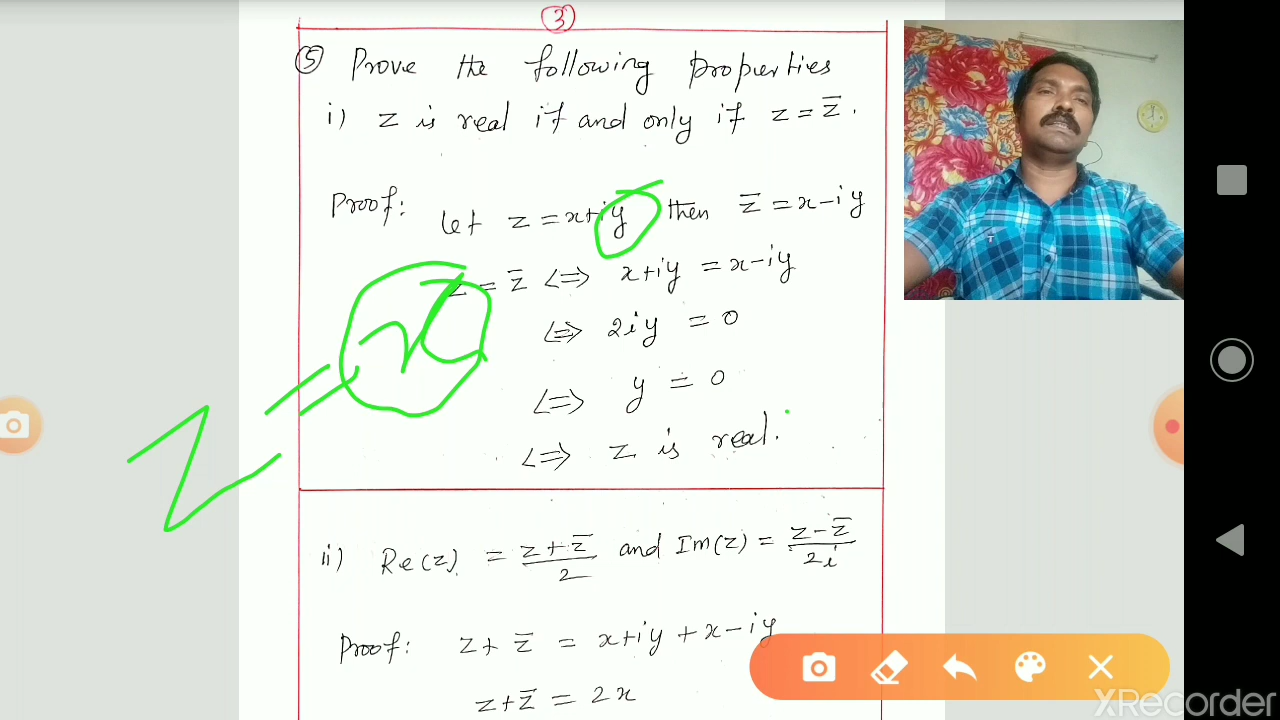 ③
⑤ Prove the following properties
i) z is real if and only if z = z̄.
Proof: Let z = x+iy then z̄ = x-iy
z = z̄ <=> x+iy = x-iy
<=> 2iy = 0
<=> y = 0
<=> z is real.
z = x
ii) Re(z) = (z + z̄)/2 and Im(z) = (z - z̄)/2i
Proof: z + z̄ = x+iy + x-iy
z + z̄ = 2x
XRecorder